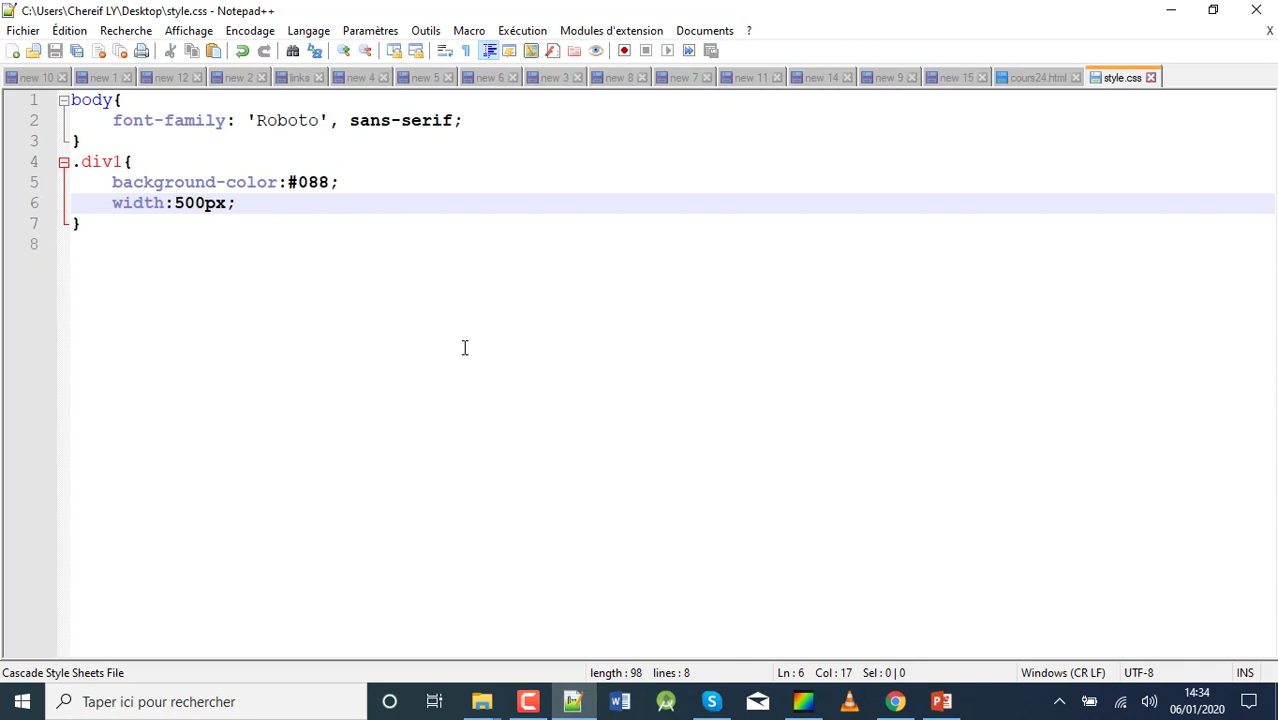 C:\Users\Chereif LY\Desktop\style.css - Notepad++
Fichier Édition Recherche Affichage Encodage Langage Paramètres Outils Macro Exécution Modules d'extension Documents ? X
new 10 new 1 new 12 new 2 links new 4 new 5 new 6 new 3 new 8 new 7 new 11 new 14 new 9 new 15 cours24.html style.css
1 body{
2 font-family: 'Roboto', sans-serif;
3 }
4 .div1{
5 background-color:#088;
6 width:500px;
7 }
8
Cascade Style Sheets File length : 98 lines : 8 Ln : 6 Col : 17 Sel : 0 | 0 Windows (CR LF) UTF-8 INS
Taper ici pour rechercher
14:34
06/01/2020